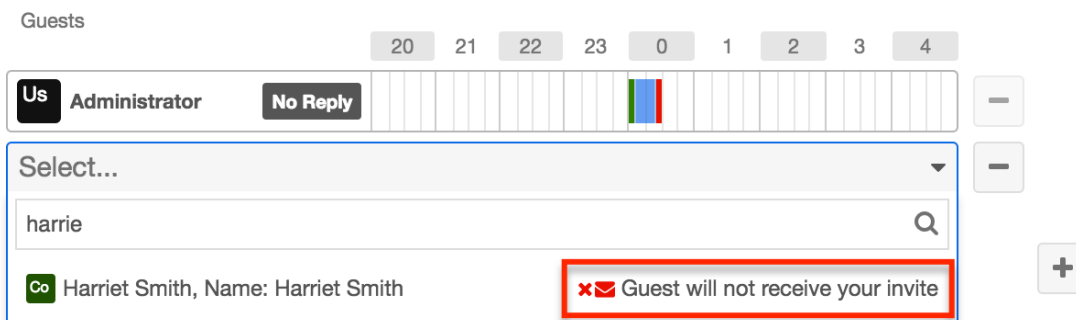 Guests
20 21 22 23 0 1 2 3 4
Us Administrator No Reply
Select...
harrie
Co Harriet Smith, Name: Harriet Smith Guest will not receive your invite